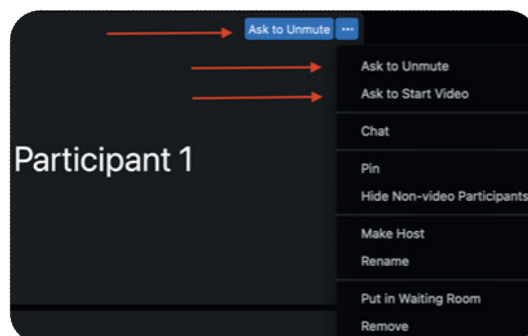 Ask to Unmute ...
Ask to Unmute
Ask to Start Video
Chat
Participant 1
Pin
Hide Non-video Participants
Make Host
Rename
Put in Waiting Room
Remove